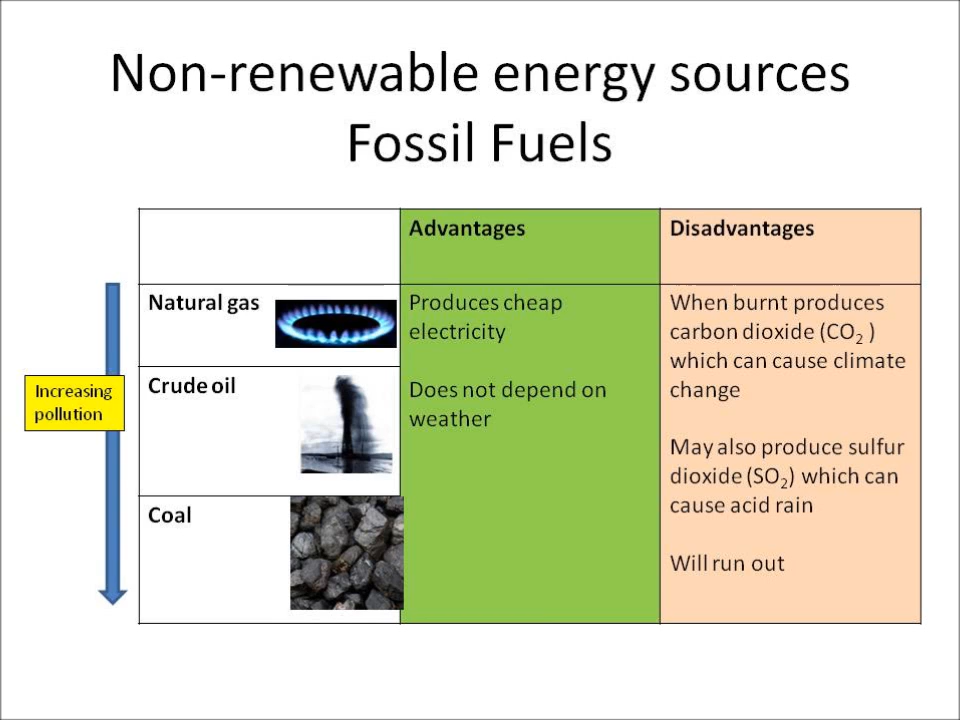 Non-renewable energy sources
Fossil Fuels
Advantages
Disadvantages
Increasing
pollution
Natural gas
Crude oil
Coal
Produces cheap
electricity
Does not depend on
weather
When burnt produces
carbon dioxide (CO₂ )
which can cause climate
change
May also produce sulfur
dioxide (SO₂) which can
cause acid rain
Will run out